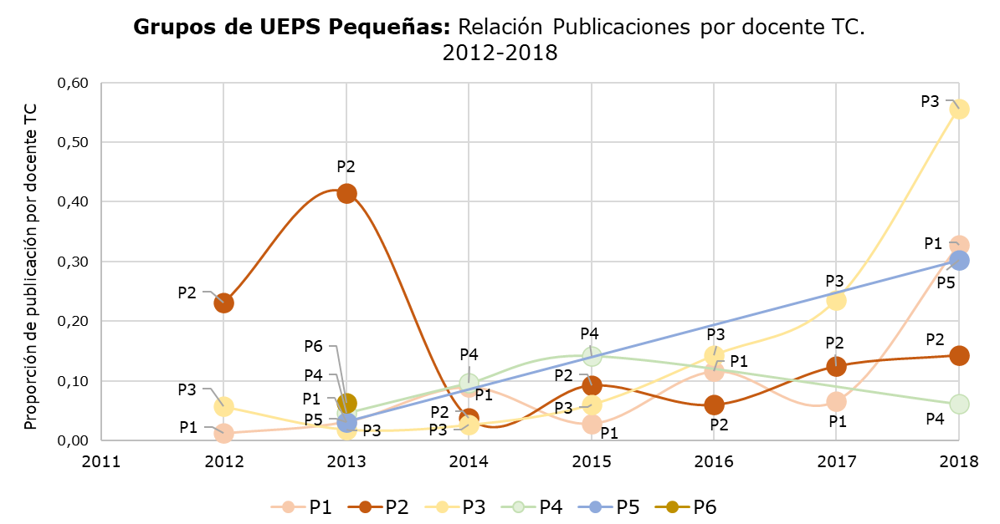 Grupos de UEPS Pequeñas: Relación Publicaciones por docente TC.
2012-2018
Proporción de publicación por docente TC
0,60
0,50
0,40
0,30
0,20
0,10
0,00
2011 2012 2013 2014 2015 2016 2017 2018
P2
P3
P1
P2
P6
P4
P1
P5
P3
P4
P1
P2
P3
P4
P2
P3
P1
P3
P1
P2
P3
P2
P1
P3
P1
P5
P2
P4
P1 P2 P3 P4 P5 P6